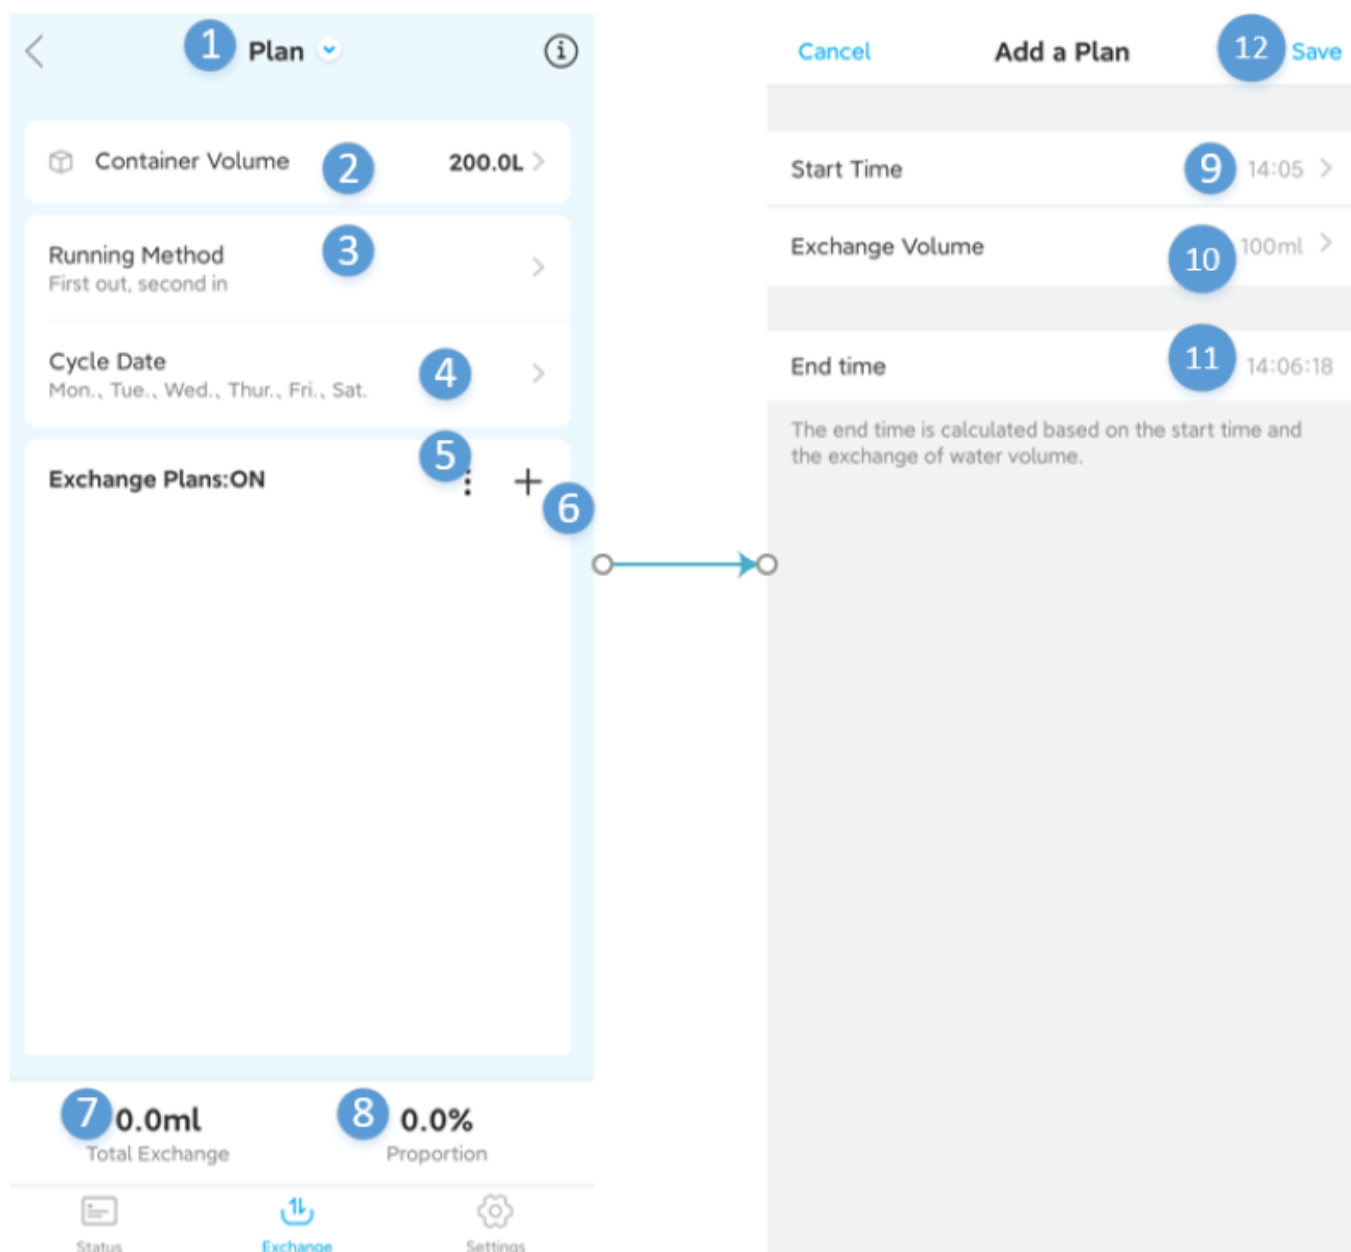 1 Plan
Container Volume 2 200.0L
Running Method 3
First out, second in
Cycle Date 4
Mon.、Tue.、Wed.、Thur.、Fri.、Sat.
5
Exchange Plans:ON
6
7 0.0ml 8 0.0%
Total Exchange Proportion
Status Exchange Settings
Cancel Add a Plan 12 Save
Start Time 9 14:05
Exchange Volume 10 100ml
End time 11 14:06:18
The end time is calculated based on the start time and
the exchange of water volume.